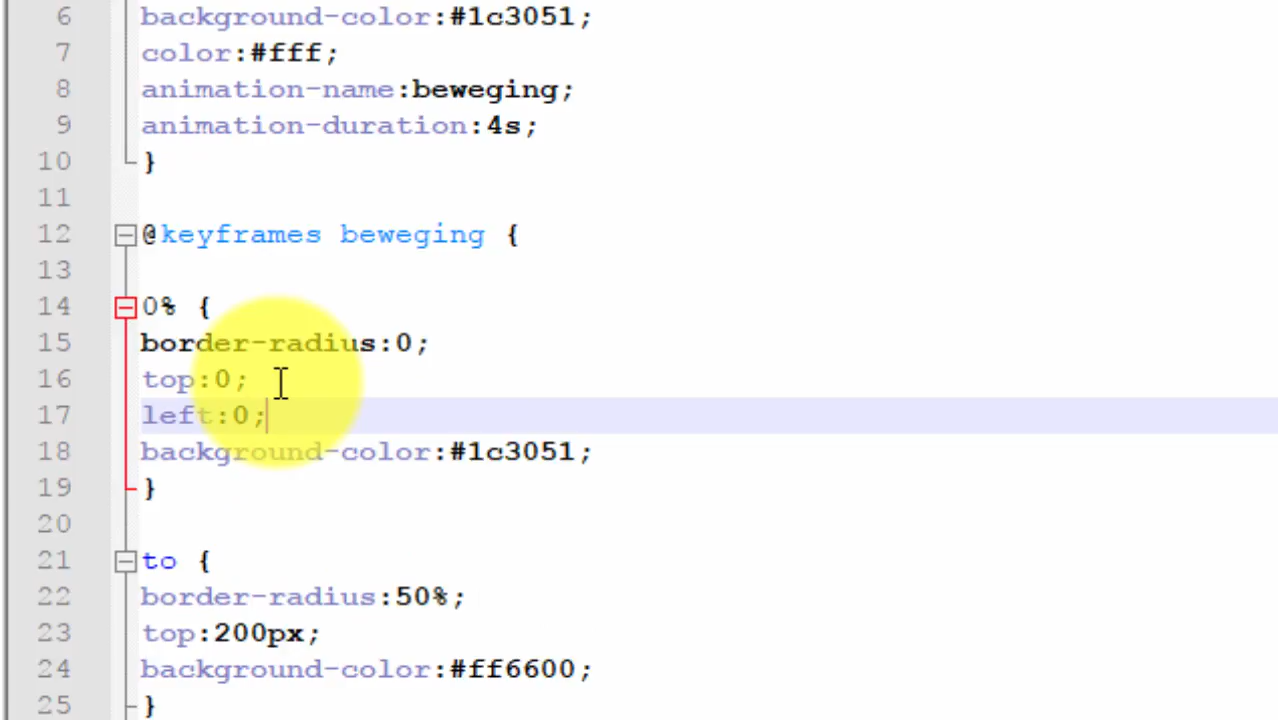 6 background-color:#1c3051;
7 color:#fff;
8 animation-name:beweging;
9 animation-duration:4s;
10 }
11
12 @keyframes beweging {
13
14 0% {
15 border-radius:0;
16 top:0;
17 left:0;
18 background-color:#1c3051;
19 }
20
21 to {
22 border-radius:50%;
23 top:200px;
24 background-color:#ff6600;
25 }